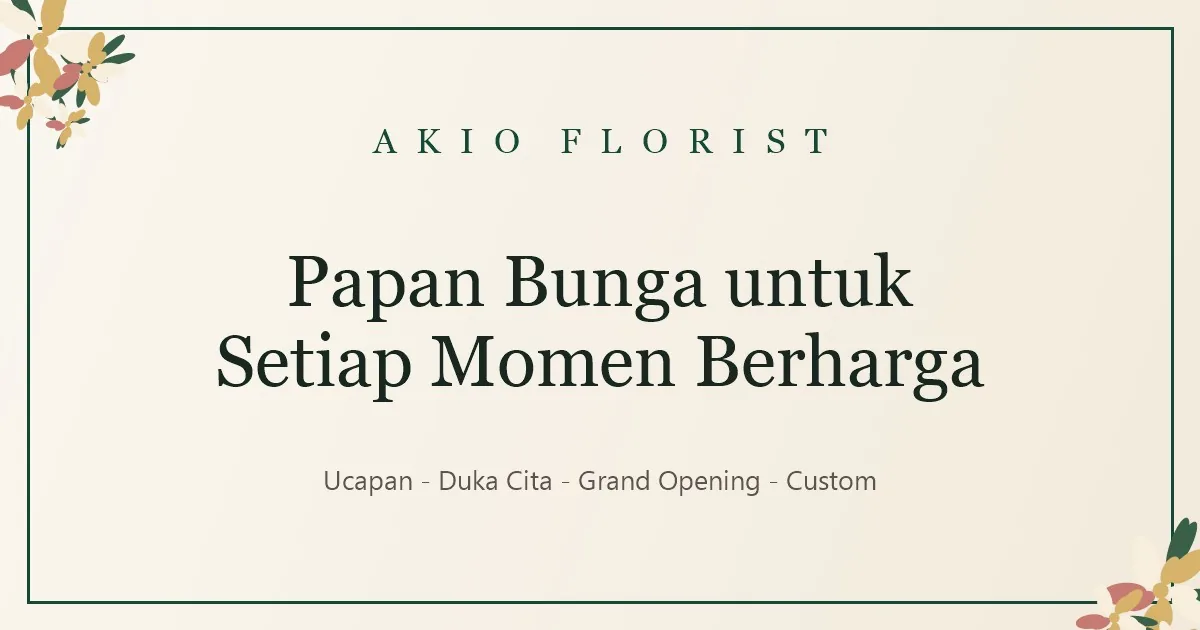 AKIO FLORIST
Papan Bunga untuk
Setiap Momen Berharga
Ucapan - Duka Cita - Grand Opening - Custom